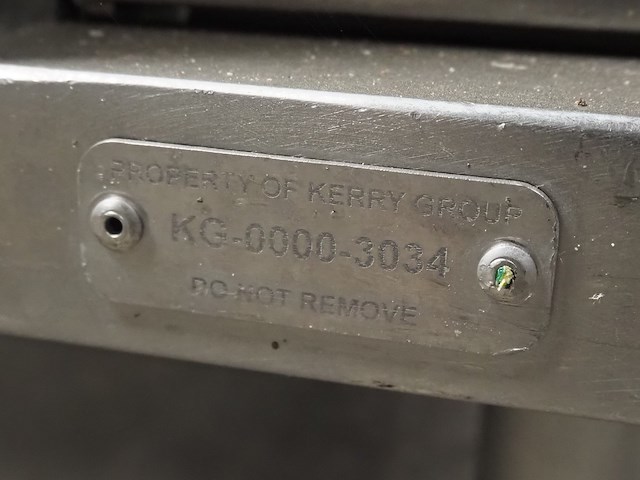 PROPERTY OF KERRY GROUP
KG-0000-3034
DO NOT REMOVE